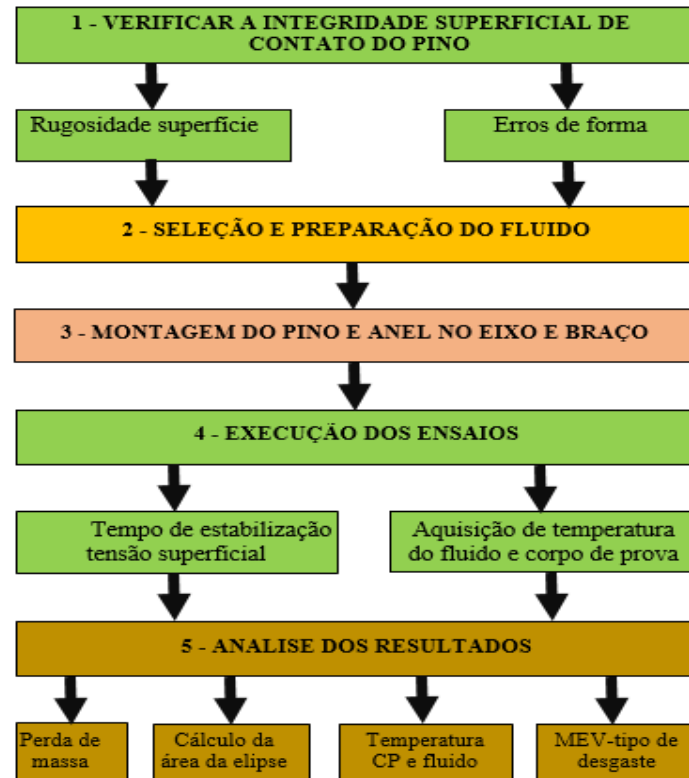 1 - VERIFICAR A INTEGRIDADE SUPERFICIAL DE
CONTATO DO PINO
Rugosidade superfície
Erros de forma
2 - SELEÇÃO E PREPARAÇÃO DO FLUIDO
3 - MONTAGEM DO PINO E ANEL NO EIXO E BRAÇO
4 - EXECUÇÃO DOS ENSAIOS
Tempo de estabilização
tensão superficial
Aquisição de temperatura
do fluido e corpo de prova
5 - ANALISE DOS RESULTADOS
Perda de
massa
Cálculo da
área da elipse
Temperatura
CP e fluido
MEV-tipo de
desgaste